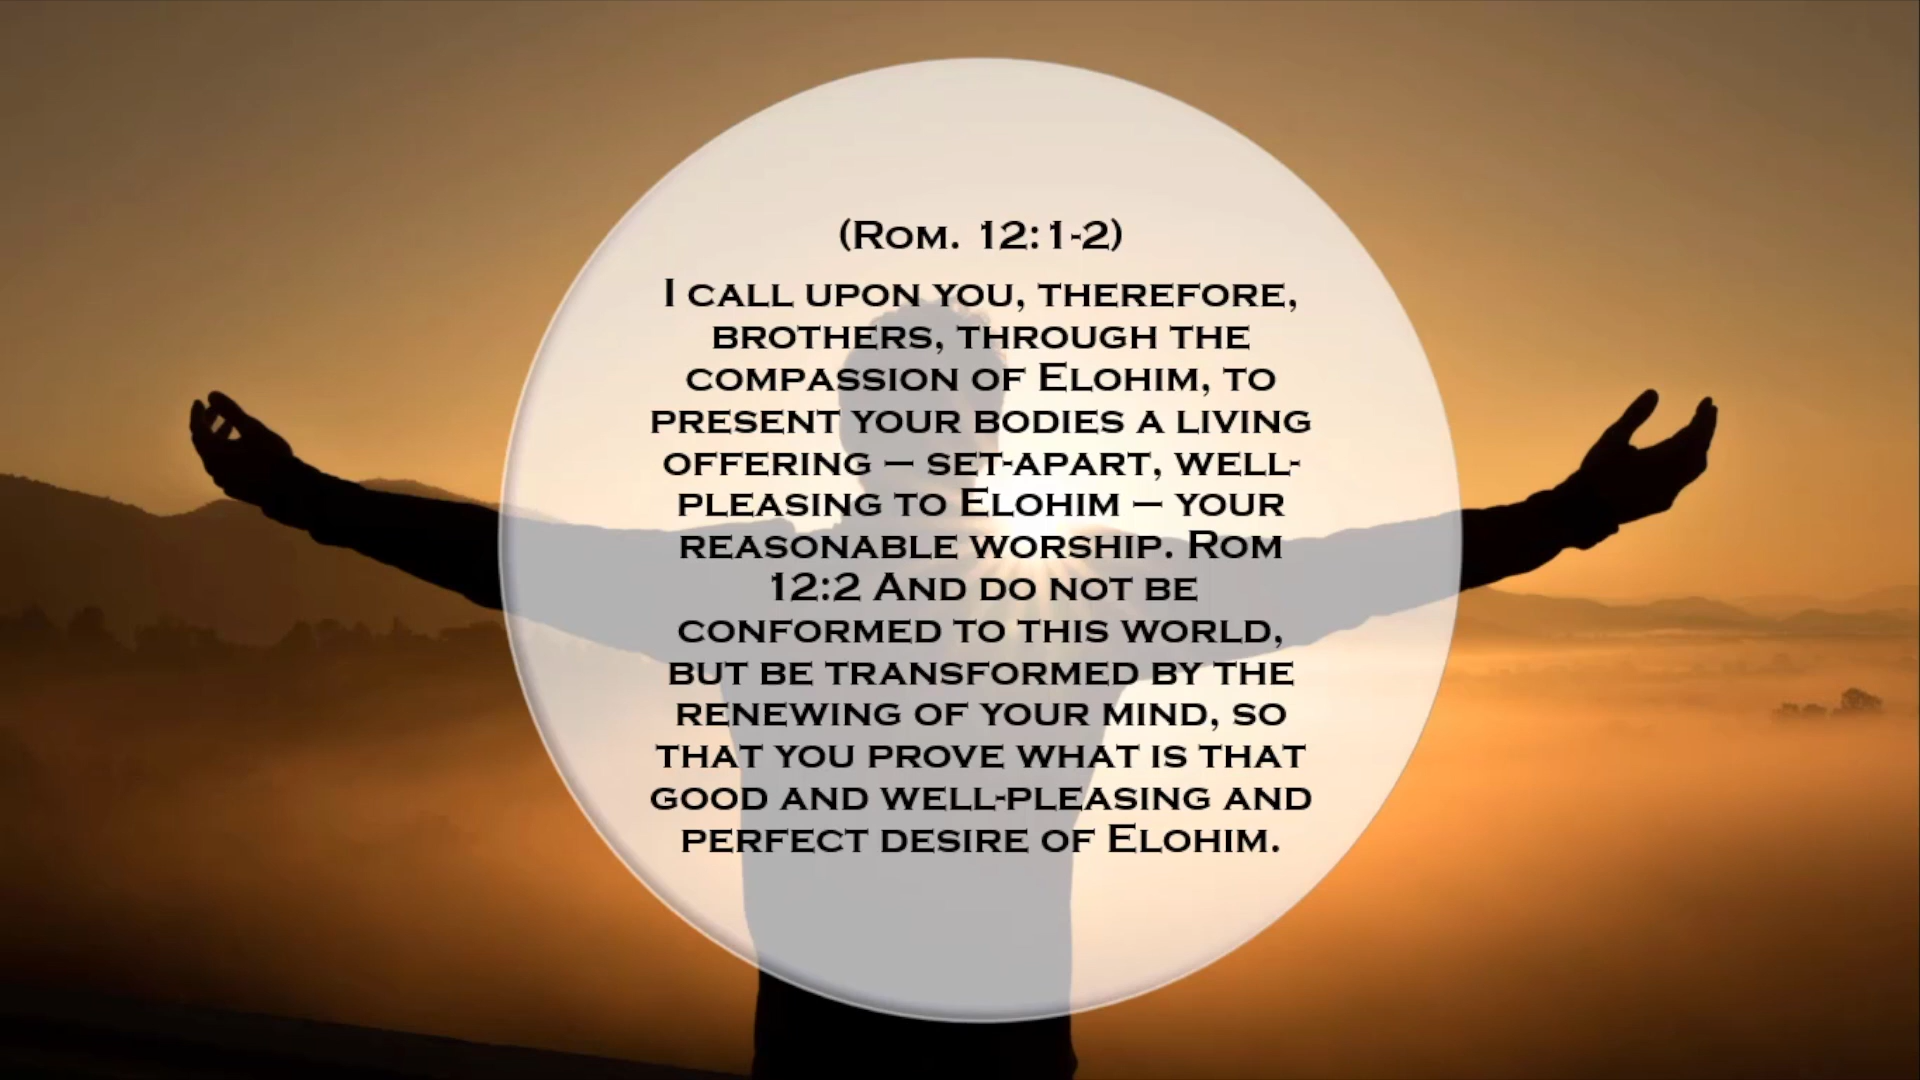 (Rom. 12:1-2)
I call upon you, therefore,
brothers, through the
compassion of Elohim, to
present your bodies a living
offering — set-apart, well-
pleasing to Elohim — your
reasonable worship. Rom
12:2 And do not be
conformed to this world,
but be transformed by the
renewing of your mind, so
that you prove what is that
good and well-pleasing and
perfect desire of Elohim.